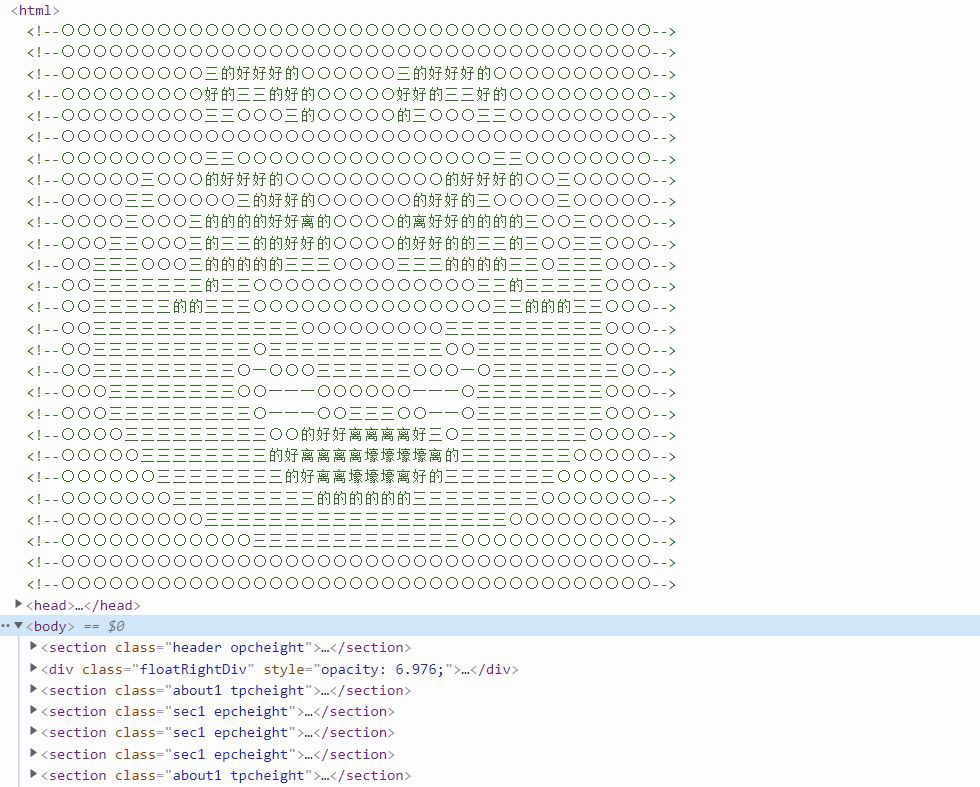 <html>
<!--〇〇〇〇〇〇〇〇〇〇〇〇〇〇〇〇〇〇〇〇〇〇〇〇〇〇〇〇〇〇〇〇〇〇〇〇〇-->
<!--〇〇〇〇〇〇〇〇〇〇〇〇〇〇〇〇〇〇〇〇〇〇〇〇〇〇〇〇〇〇〇〇〇〇〇〇〇-->
<!--〇〇〇〇〇〇〇〇〇三的好好好的〇〇〇〇〇〇三的好好好的〇〇〇〇〇〇〇〇〇〇-->
<!--〇〇〇〇〇〇〇〇〇好的三三的好的〇〇〇〇〇好好的三三好的〇〇〇〇〇〇〇〇〇-->
<!--〇〇〇〇〇〇〇〇〇三三〇〇〇三的〇〇〇〇〇的三〇〇〇三三〇〇〇〇〇〇〇〇〇-->
<!--〇〇〇〇〇〇〇〇〇〇〇〇〇〇〇〇〇〇〇〇〇〇〇〇〇〇〇〇〇〇〇〇〇〇〇〇〇-->
<!--〇〇〇〇〇〇〇〇〇三三〇〇〇〇〇〇〇〇〇〇〇〇〇〇〇〇三三〇〇〇〇〇〇〇〇-->
<!--〇〇〇〇〇三〇〇〇的好好好的〇〇〇〇〇〇〇〇〇〇的好好好的〇〇三〇〇〇〇〇-->
<!--〇〇〇〇三三〇〇〇〇〇三的好好的〇〇〇〇〇〇的好好的三〇〇〇〇三〇〇〇〇〇-->
<!--〇〇〇〇三〇〇〇三的的的的好好离的〇〇〇〇的离好好的的的的三〇〇三〇〇〇〇-->
<!--〇〇〇三三〇〇〇三的三三的的好好的〇〇〇〇的好好的的三三的三〇〇三三〇〇〇-->
<!--〇〇三三三〇〇〇三的的的的的三三三〇〇〇〇三三三的的的的三三〇三三三〇〇〇-->
<!--〇〇三三三三三三三的三三〇〇〇〇〇〇〇〇〇〇〇〇〇〇三三的三三三三三〇〇〇-->
<!--〇〇三三三三三的的三三三〇〇〇〇〇〇〇〇〇〇〇〇〇〇〇三三的的的三三〇〇〇-->
<!--〇〇三三三三三三三三三三三三三〇〇〇〇〇〇〇〇〇三三三三三三三三三三〇〇〇-->
<!--〇〇三三三三三三三三三三〇三三三三三三三三三三三〇〇三三三三三三三三〇〇〇-->
<!--〇〇三三三三三三三三三〇一〇〇〇三三三三三三〇〇〇一〇三三三三三三三三〇〇-->
<!--〇〇〇三三三三三三三三〇〇一一一〇〇〇〇〇〇一一一〇三三三三三三三三〇〇〇-->
<!--〇〇〇三三三三三三三三三〇一一一〇〇三三三〇〇一一〇三三三三三三三三〇〇〇-->
<!--〇〇〇〇三三三三三三三三三〇〇的好好离离离离好三〇三三三三三三三三〇〇〇〇-->
<!--〇〇〇〇〇三三三三三三三三的好离离离离壕壕壕壕离的三三三三三三三〇〇〇〇〇-->
<!--〇〇〇〇〇〇三三三三三三三三的好离离壕壕壕离好的三三三三三三三〇〇〇〇〇〇-->
<!--〇〇〇〇〇〇〇三三三三三三三三三的的的的的的三三三三三三三三〇〇〇〇〇〇〇-->
<!--〇〇〇〇〇〇〇〇〇三三三三三三三三三三三三三三三三三三三〇〇〇〇〇〇〇〇〇-->
<!--〇〇〇〇〇〇〇〇〇〇〇〇三三三三三三三三三三三三三〇〇〇〇〇〇〇〇〇〇〇〇-->
<!--〇〇〇〇〇〇〇〇〇〇〇〇〇〇〇〇〇〇〇〇〇〇〇〇〇〇〇〇〇〇〇〇〇〇〇〇〇-->
<!--〇〇〇〇〇〇〇〇〇〇〇〇〇〇〇〇〇〇〇〇〇〇〇〇〇〇〇〇〇〇〇〇〇〇〇〇〇-->
<head>…</head>
<body> == $0
<section class="header opcheight">…</section>
<div class="floatRightDiv" style="opacity: 6.976;">…</div>
<section class="about1 tpcheight">…</section>
<section class="sec1 epcheight">…</section>
<section class="sec1 epcheight">…</section>
<section class="sec1 epcheight">…</section>
<section class="about1 tpcheight">…</section>